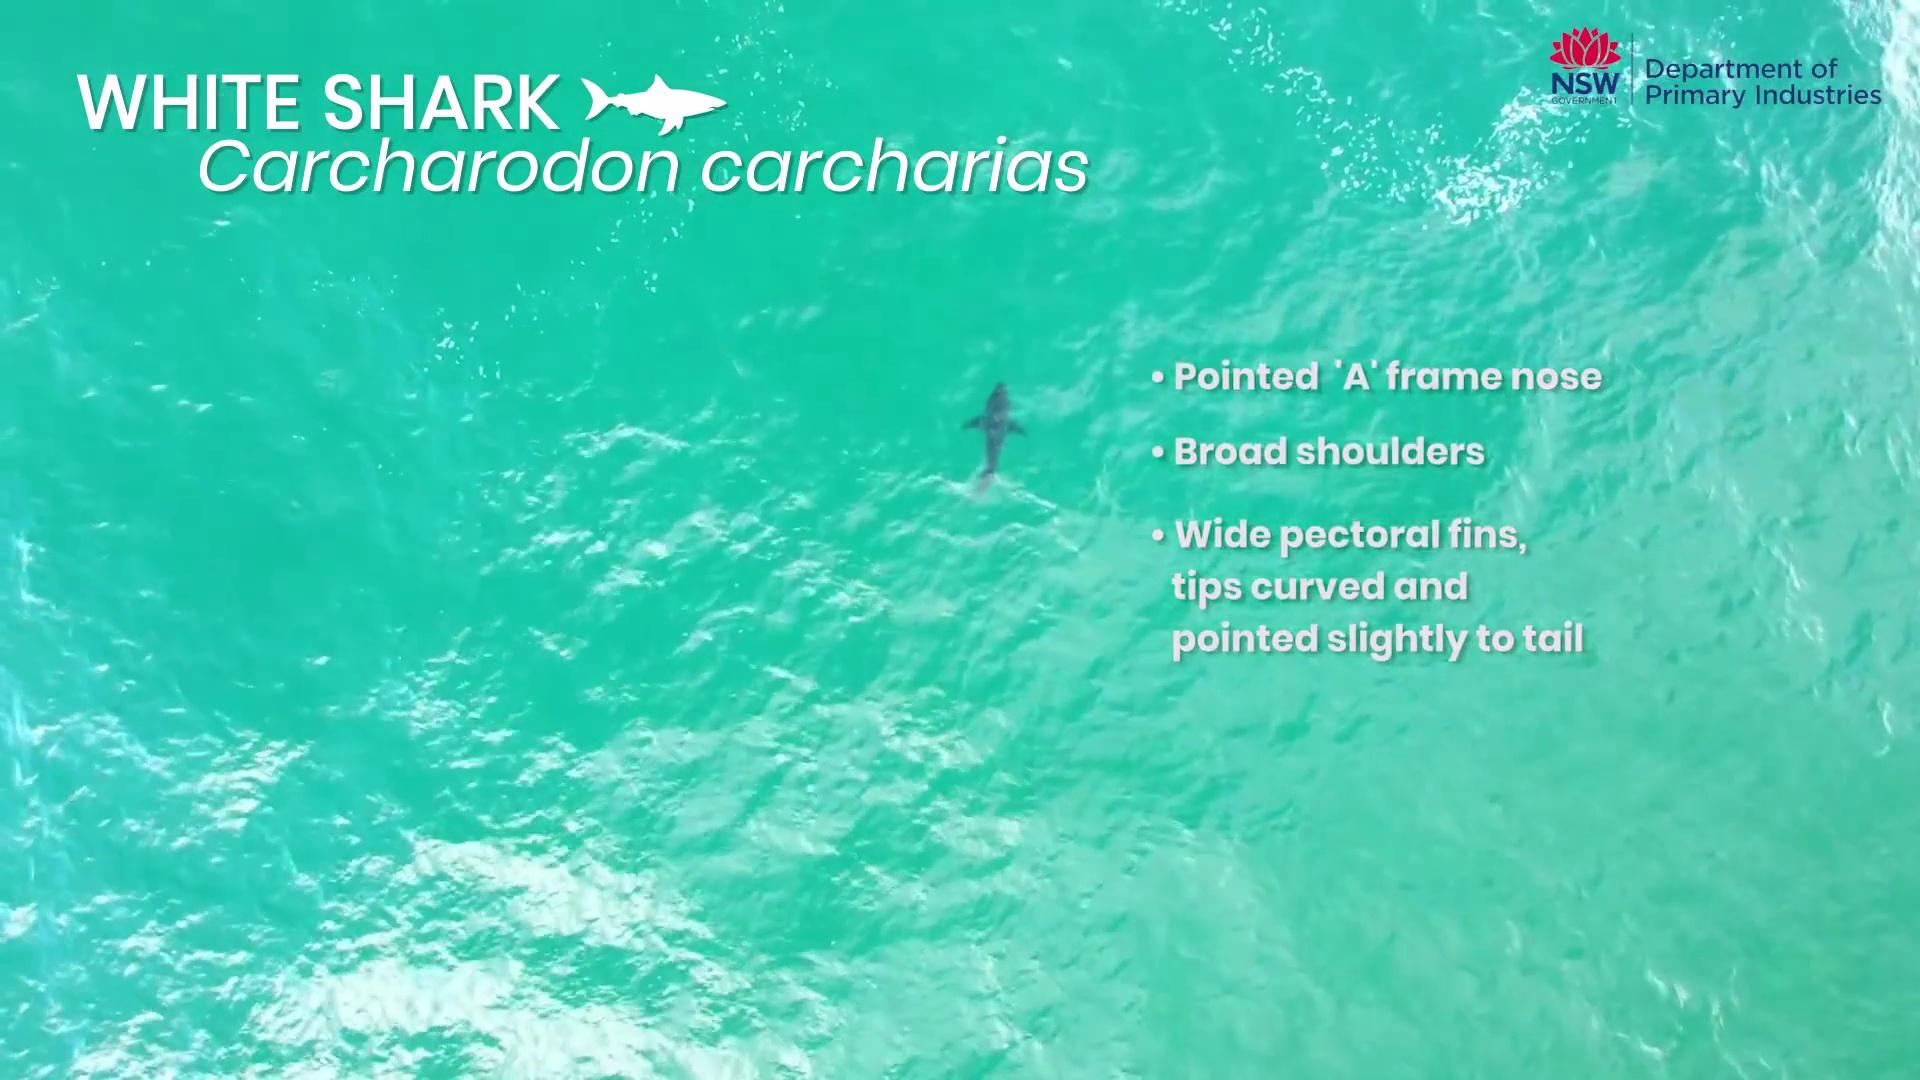 WHITE SHARK
Carcharodon carcharias
NSW
GOVERNMENT
Department of
Primary Industries
• Pointed 'A' frame nose
• Broad shoulders
• Wide pectoral fins,
tips curved and
pointed slightly to tail